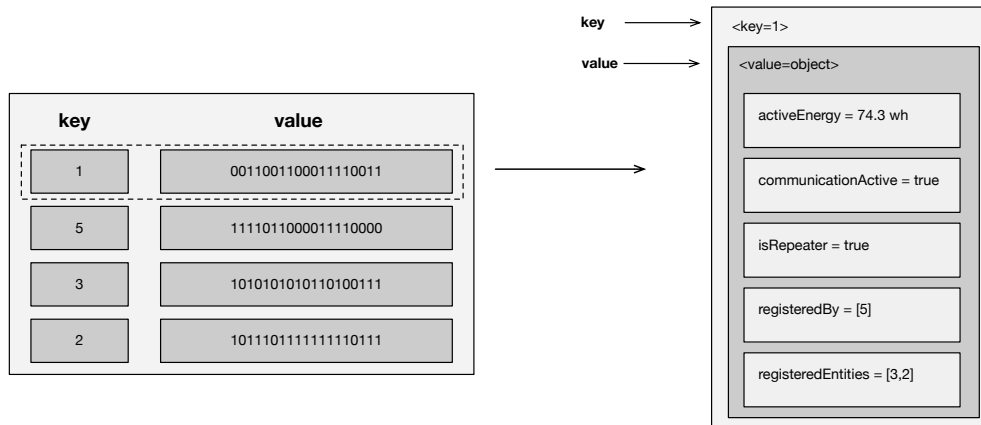 key
value
key value
1 0011001100011110011
5 1111011000011110000
3 1010101010110100111
2 1011101111111110111
<key=1>
<value=object>
activeEnergy = 74.3 wh
communicationActive = true
isRepeater = true
registeredBy = [5]
registeredEntities = [3,2]